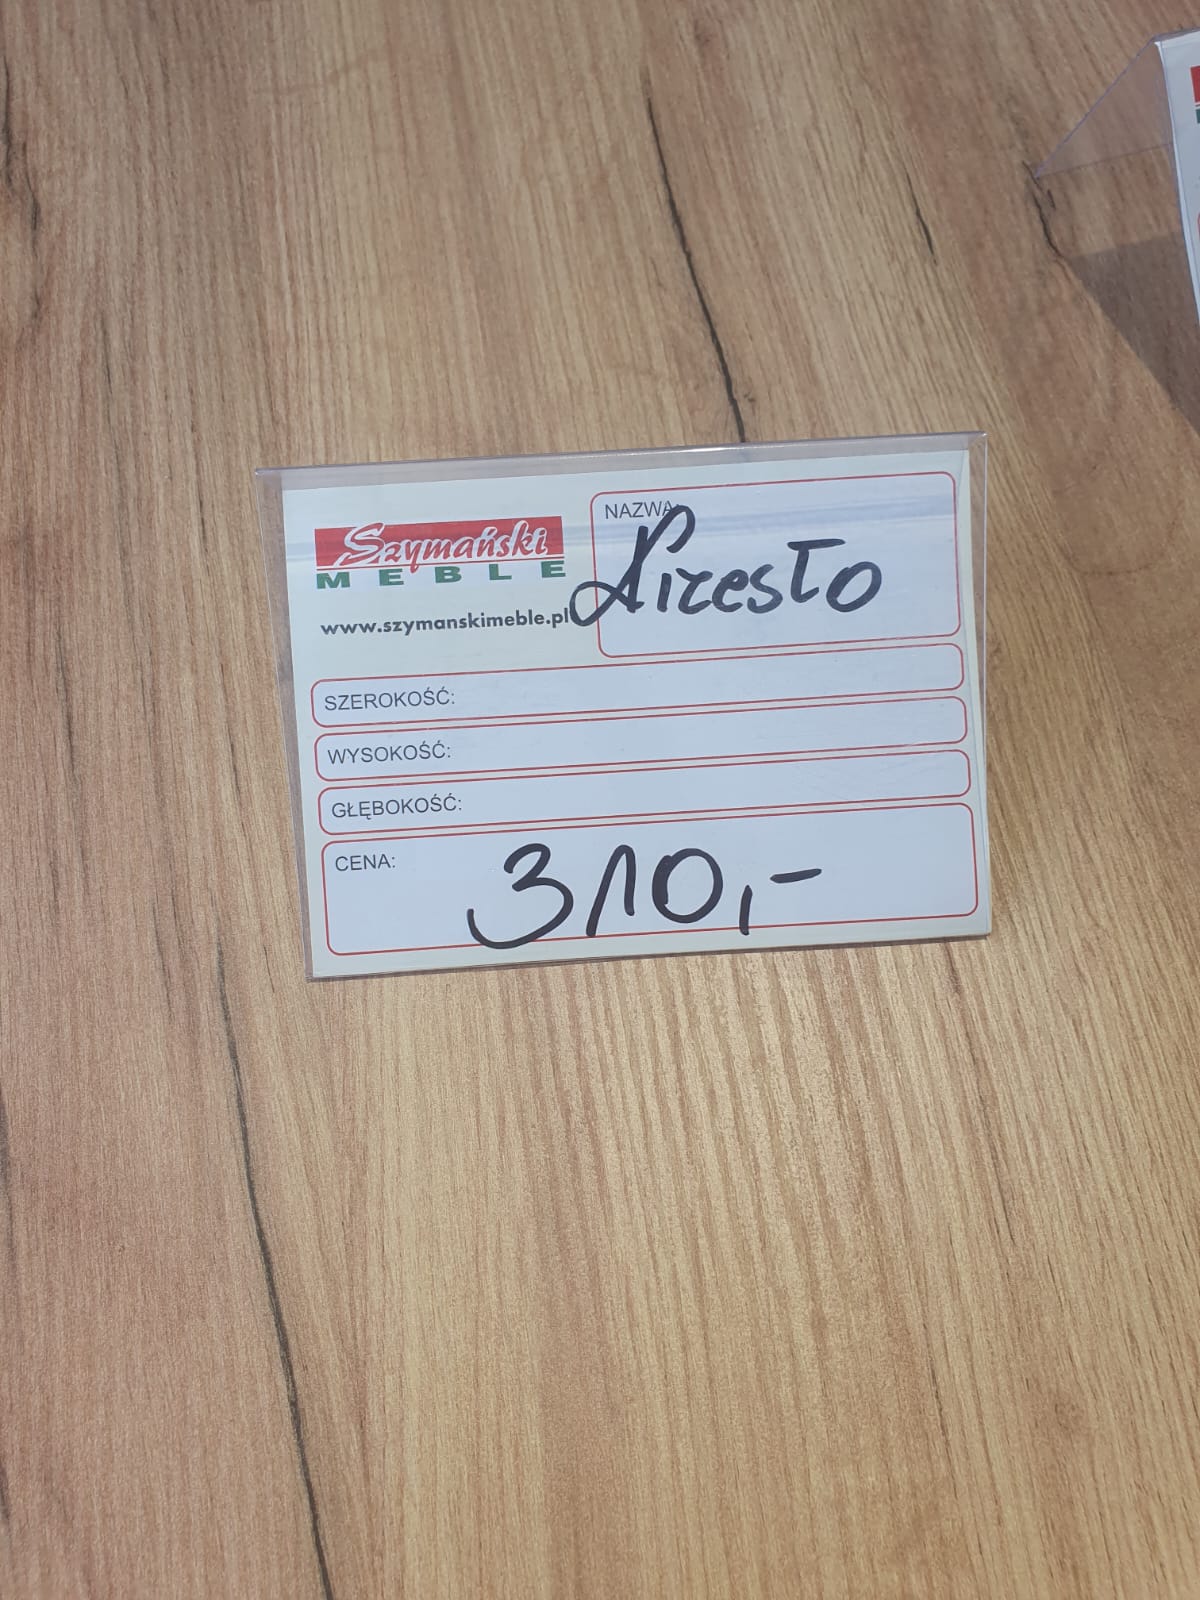 Szymański
MEBLE
www.szymanskimeble.pl
NAZWA:
Krzesło
SZEROKOŚĆ:
WYSOKOŚĆ:
GŁĘBOKOŚĆ:
CENA:
310,-